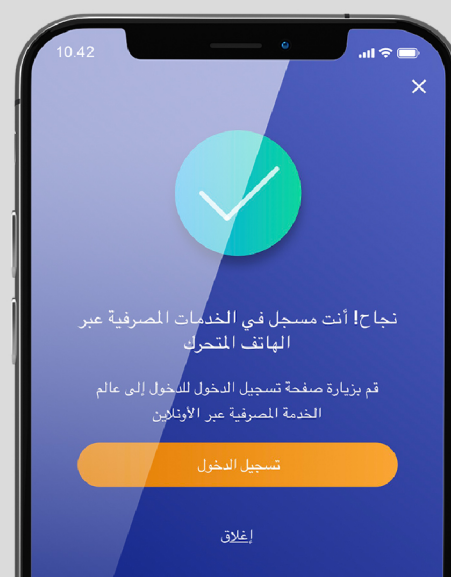 10.42
نجاح! أنت مسجل في الخدمات المصرفية عبر
الهاتف المتحرك
قم بزيارة صفحة تسجيل الدخول للدخول إلى عالم
الخدمة المصرفية عبر الأونلاين
تسجيل الدخول
إغلاق